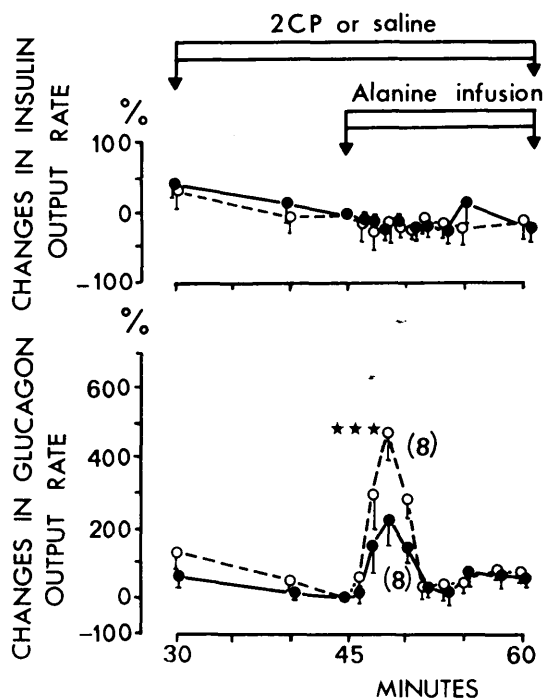 2CP or saline
Alanine infusion
%
CHANGES IN INSULIN
OUTPUT RATE
100
0
−100
%
CHANGES IN GLUCAGON
OUTPUT RATE
600
400
200
0
−100
★★★
(8)
(8)
30
45
60
MINUTES